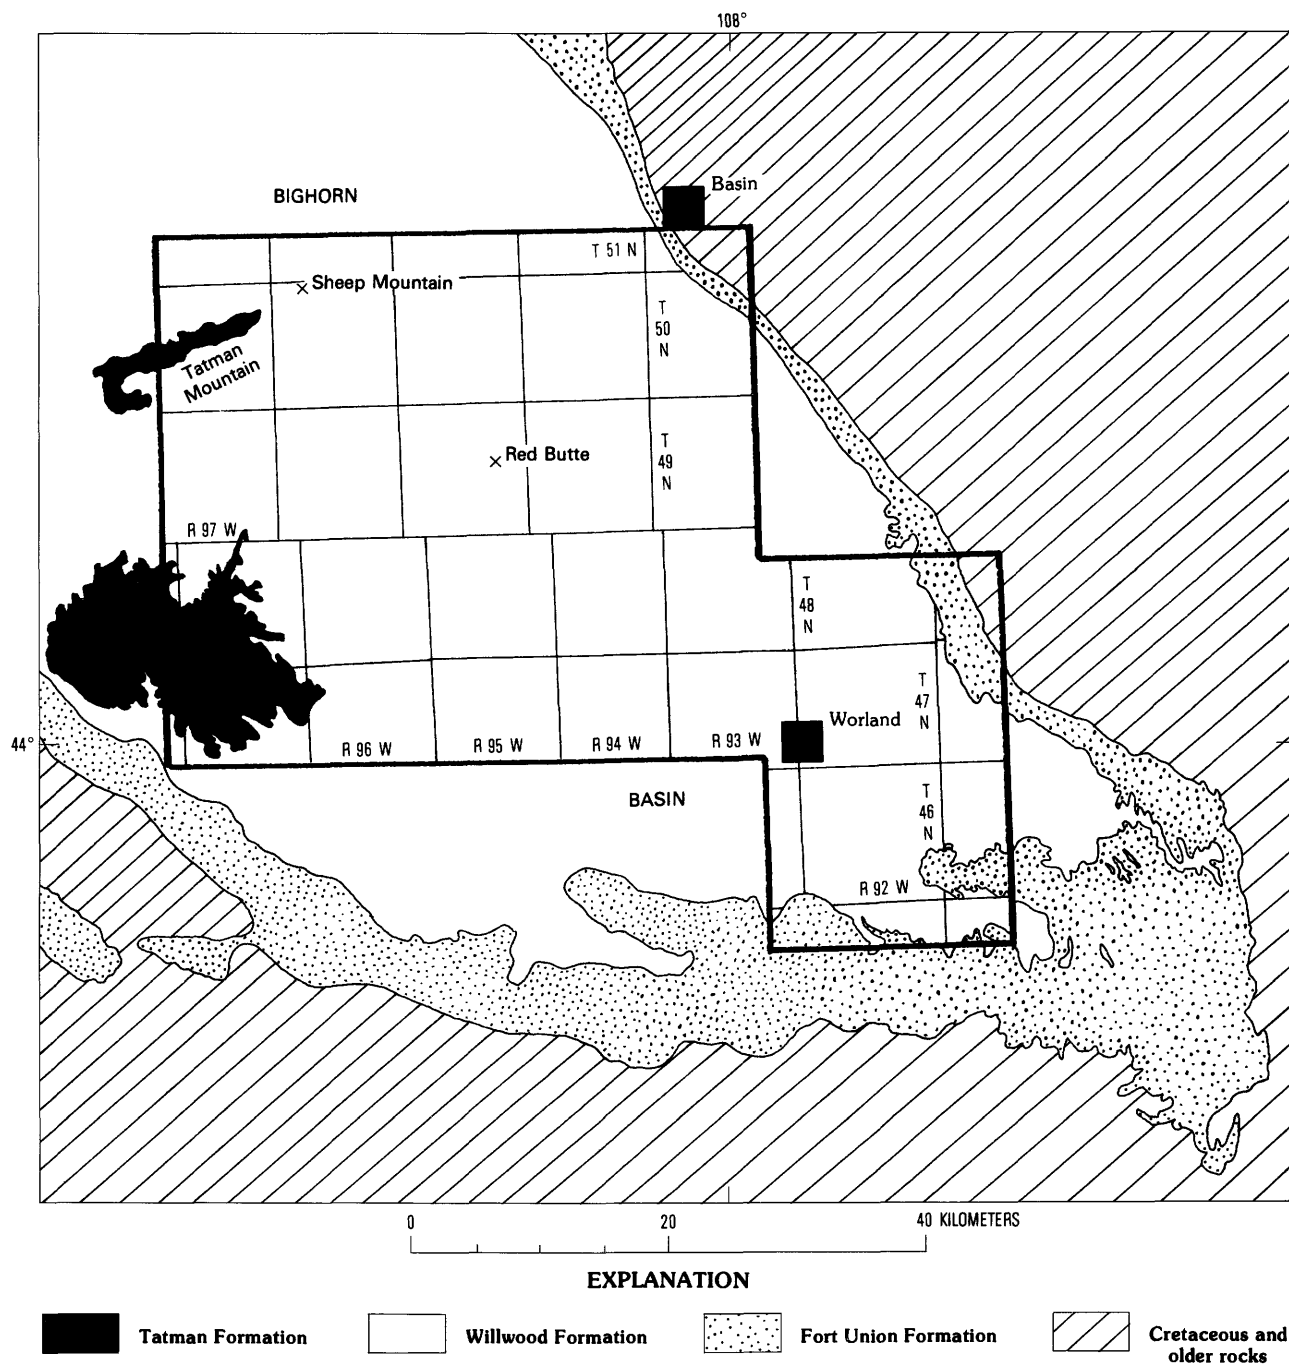 108°
Basin
BIGHORN
T 51 N
Sheep Mountain
T
50
N
Tatman
Mountain
Red Butte
T
49
N
R 97 W
T
48
N
T
47
N
Worland
44°
R 96 W
R 95 W
R 94 W
R 93 W
BASIN
T
46
N
R 92 W
0
20
40 KILOMETERS
EXPLANATION
Tatman Formation
Willwood Formation
Fort Union Formation
Cretaceous and
older rocks